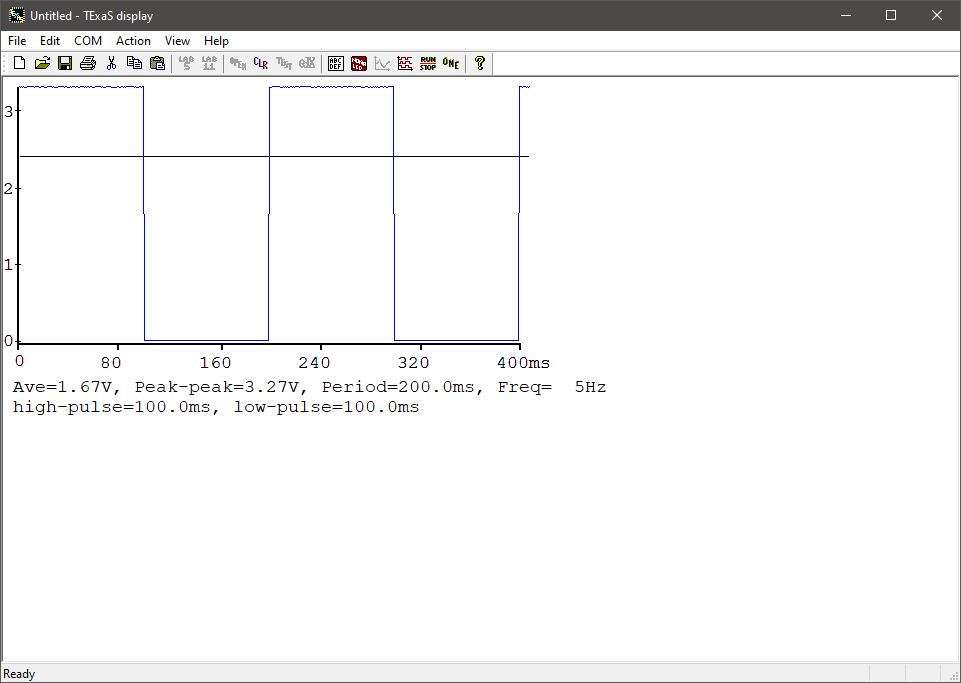 Untitled - TExaS display
File Edit COM Action View Help
LAB 5 LAB 11 OPEN CLR TEST ABC DEF RUN STOP ONE ?
3
2
1
0
0 80 160 240 320 400ms
Ave=1.67V, Peak-peak=3.27V, Period=200.0ms, Freq=  5Hz
high-pulse=100.0ms, low-pulse=100.0ms
Ready